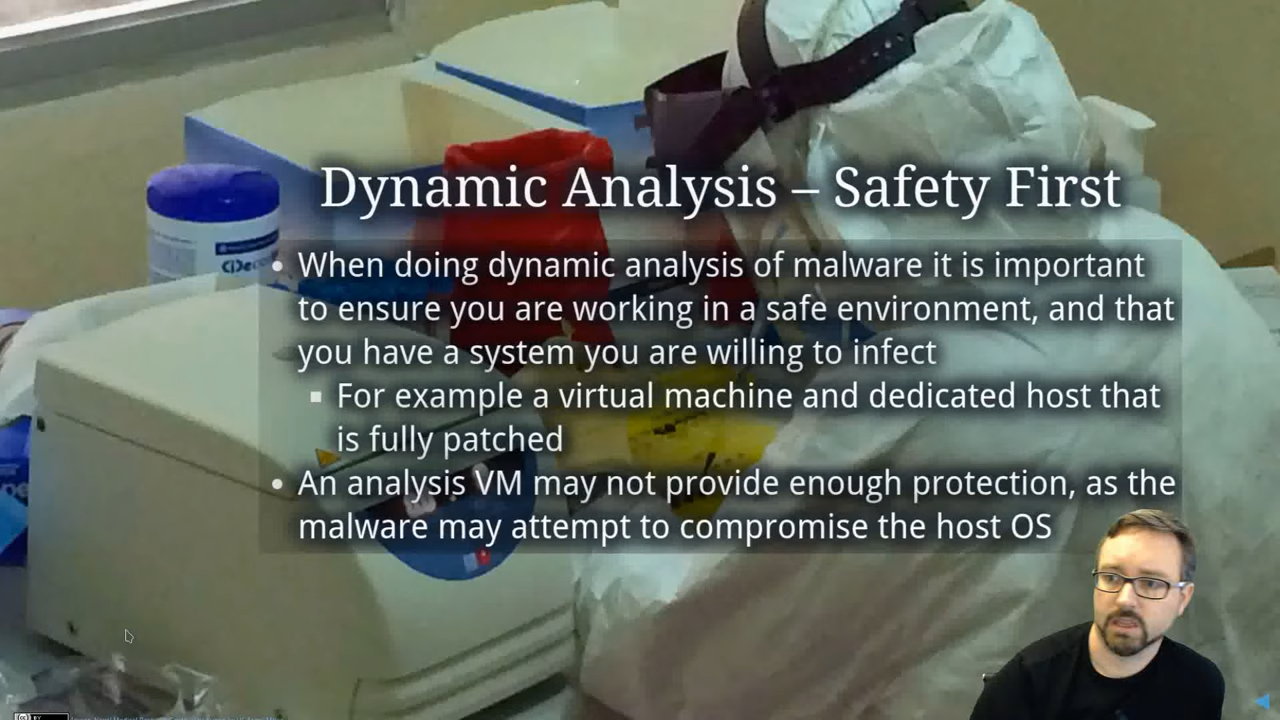 Dynamic Analysis – Safety First
• When doing dynamic analysis of malware it is important
to ensure you are working in a safe environment, and that
you have a system you are willing to infect
▪ For example a virtual machine and dedicated host that
is fully patched
• An analysis VM may not provide enough protection, as the
malware may attempt to compromise the host OS
BY